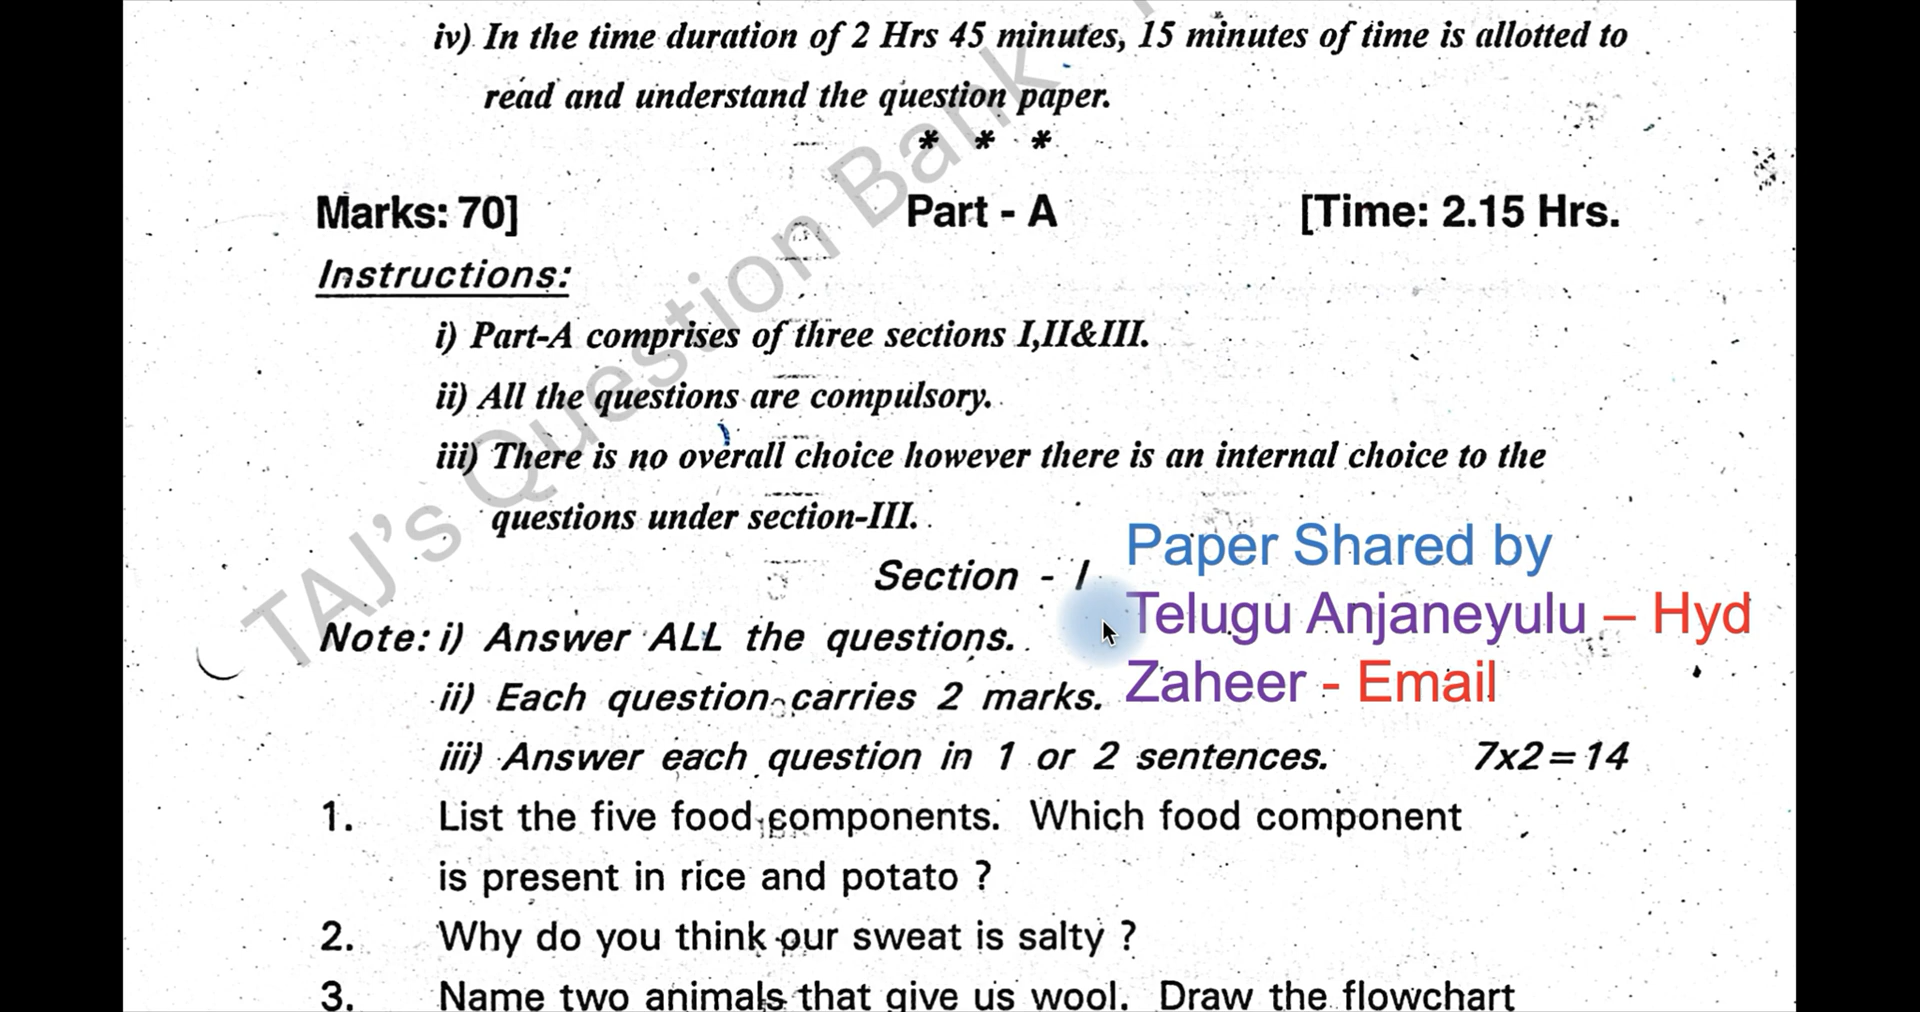 iv) In the time duration of 2 Hrs 45 minutes, 15 minutes of time is allotted to
read and understand the question paper.
* * *
Marks: 70] Part - A [Time: 2.15 Hrs.
Instructions:
i) Part-A comprises of three sections I,II&III.
ii) All the questions are compulsory.
iii) There is no overall choice however there is an internal choice to the
questions under section-III.
Section - I
Paper Shared by
Telugu Anjaneyulu – Hyd
Zaheer - Email
Note: i) Answer ALL the questions.
ii) Each question carries 2 marks.
iii) Answer each question in 1 or 2 sentences. 7x2=14
1. List the five food components. Which food component
is present in rice and potato ?
2. Why do you think our sweat is salty ?
3. Name two animals that give us wool. Draw the flowchart
TAJ's Question Bank